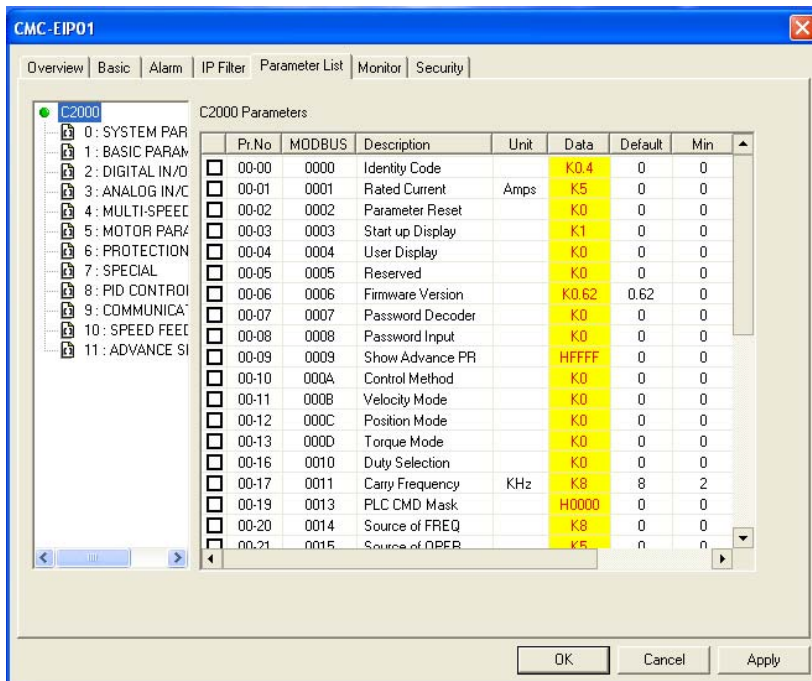 CMC-EIP01
Overview Basic Alarm IP Filter Parameter List Monitor Security
C2000
0 : SYSTEM PAR
1 : BASIC PARAM
2 : DIGITAL IN/O
3 : ANALOG IN/O
4 : MULTI-SPEED
5 : MOTOR PARA
6 : PROTECTION
7 : SPECIAL
8 : PID CONTROL
9 : COMMUNICAT
10 : SPEED FEED
11 : ADVANCE SE
C2000 Parameters
Pr.No MODBUS Description Unit Data Default Min
00-00 0000 Identity Code K0.4 0 0
00-01 0001 Rated Current Amps K5 0 0
00-02 0002 Parameter Reset K0 0 0
00-03 0003 Start up Display K1 0 0
00-04 0004 User Display K0 0 0
00-05 0005 Reserved K0 0 0
00-06 0006 Firmware Version K0.62 0.62 0
00-07 0007 Password Decoder K0 0 0
00-08 0008 Password Input K0 0 0
00-09 0009 Show Advance PR HFFFF 0 0
00-10 000A Control Method K0 0 0
00-11 000B Velocity Mode K0 0 0
00-12 000C Position Mode K0 0 0
00-13 000D Torque Mode K0 0 0
00-16 0010 Duty Selection K0 0 0
00-17 0011 Carry Frequency KHz K8 8 2
00-19 0013 PLC CMD Mask H0000 0 0
00-20 0014 Source of FREQ K8 0 0
00-21 0015 Source of OPER K5 0 0
OK Cancel Apply